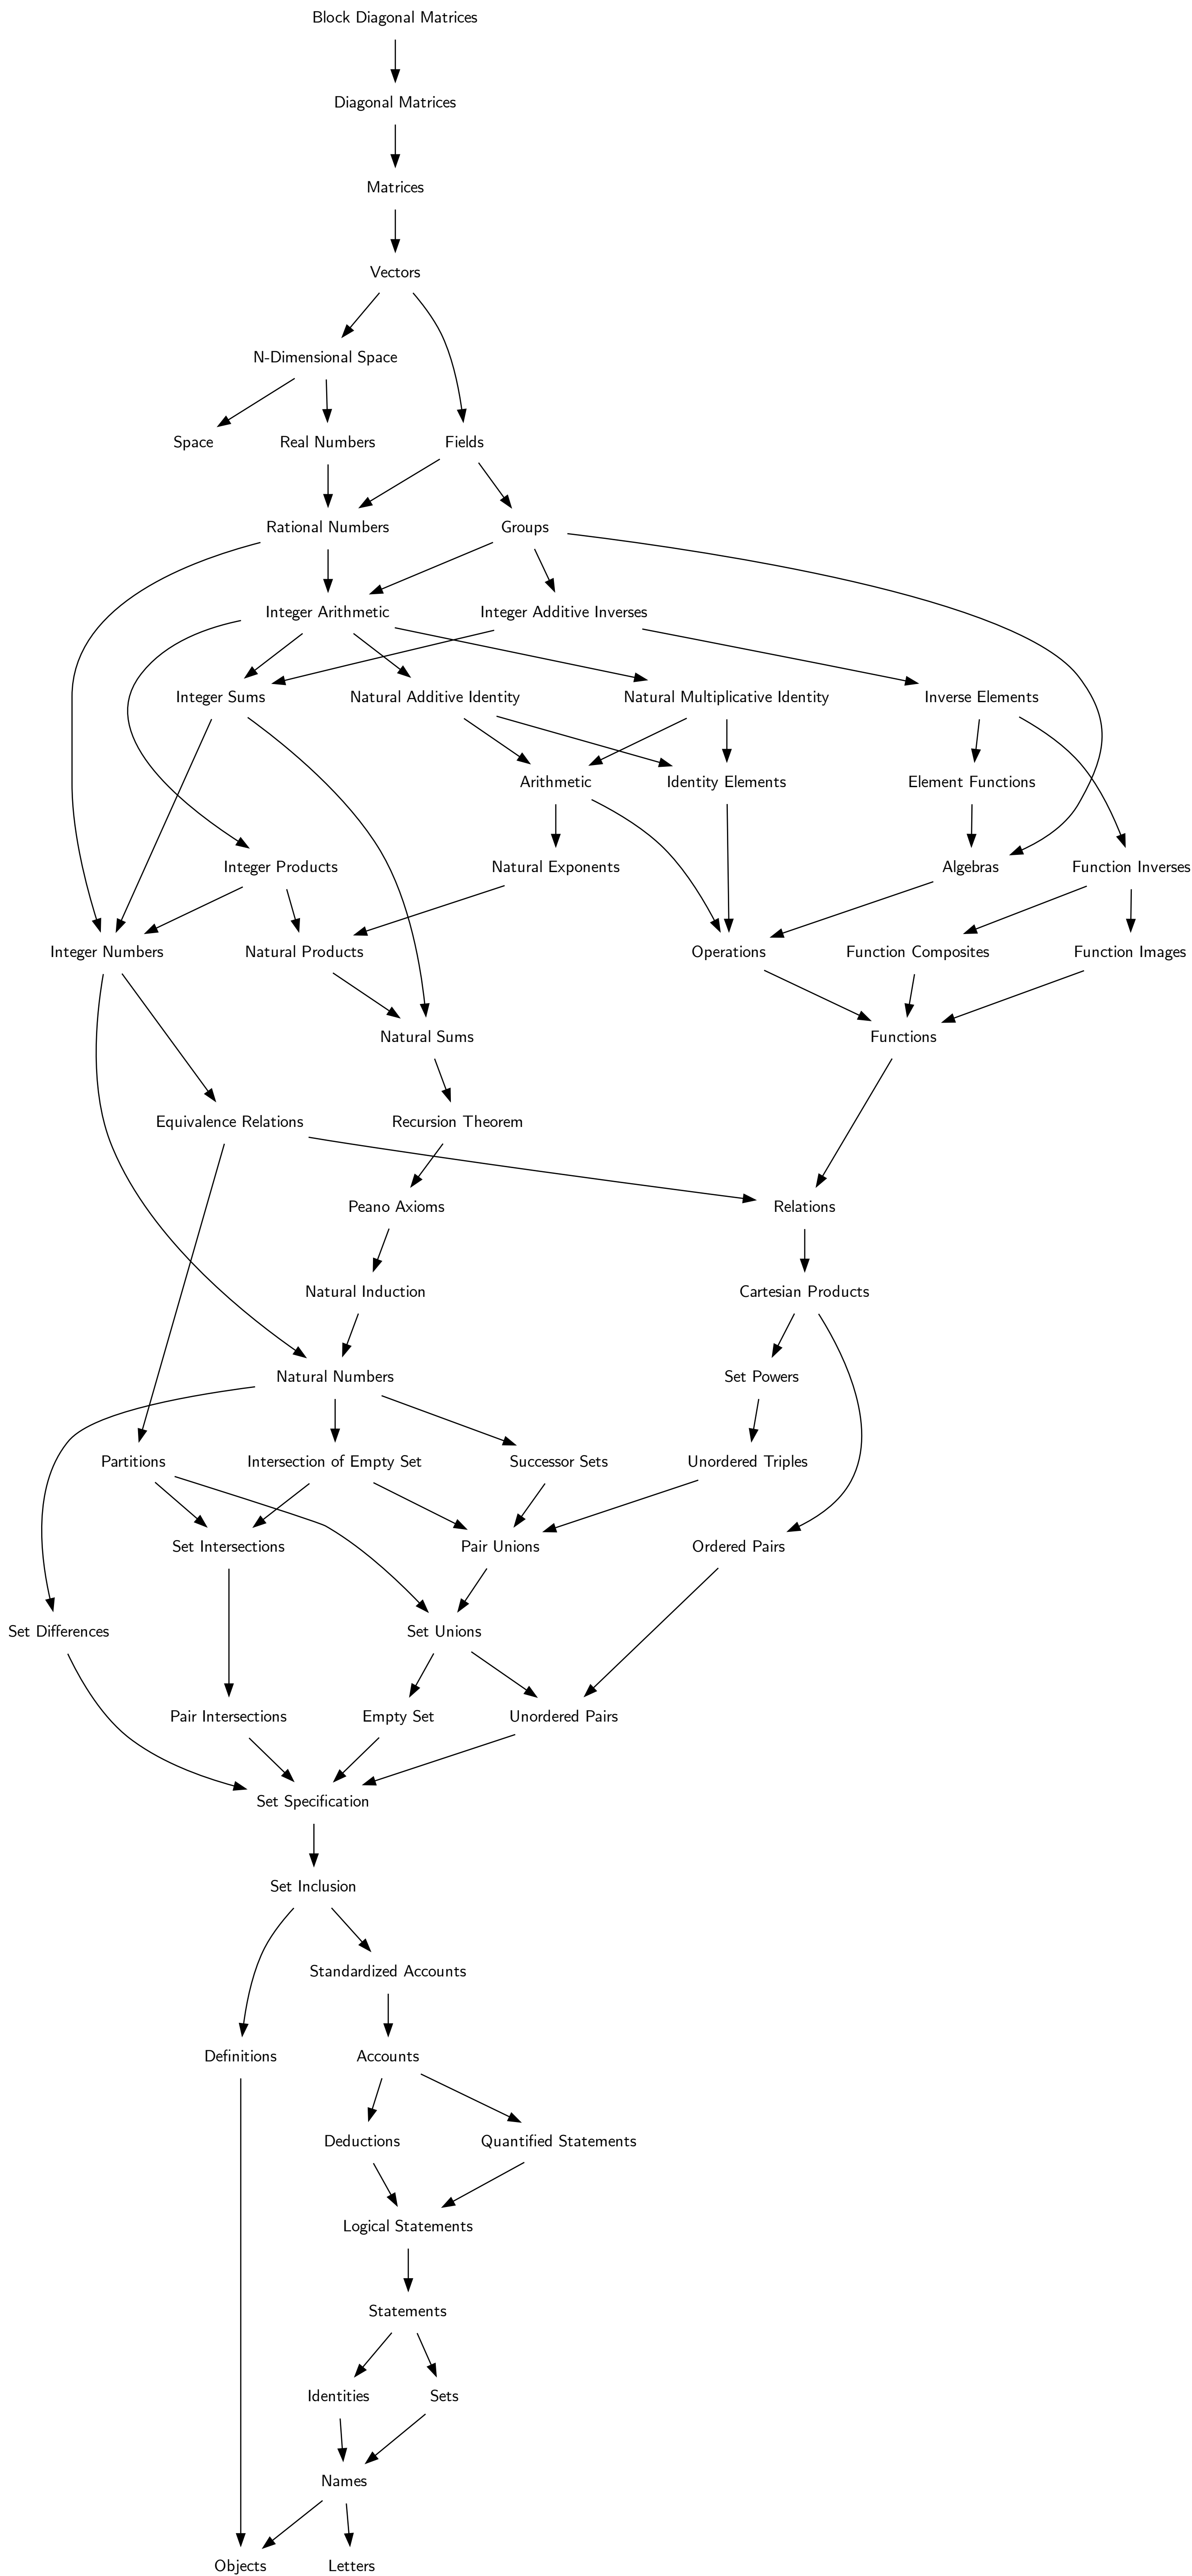 Block Diagonal Matrices
Diagonal Matrices
Matrices
Vectors
N-Dimensional Space
Space
Real Numbers
Fields
Rational Numbers
Groups
Integer Arithmetic
Integer Additive Inverses
Integer Sums
Natural Additive Identity
Natural Multiplicative Identity
Inverse Elements
Arithmetic
Identity Elements
Element Functions
Integer Products
Natural Exponents
Algebras
Function Inverses
Integer Numbers
Natural Products
Operations
Function Composites
Function Images
Natural Sums
Functions
Equivalence Relations
Recursion Theorem
Peano Axioms
Relations
Natural Induction
Cartesian Products
Natural Numbers
Set Powers
Partitions
Intersection of Empty Set
Successor Sets
Unordered Triples
Set Intersections
Pair Unions
Ordered Pairs
Set Differences
Set Unions
Pair Intersections
Empty Set
Unordered Pairs
Set Specification
Set Inclusion
Standardized Accounts
Definitions
Accounts
Deductions
Quantified Statements
Logical Statements
Statements
Identities
Sets
Names
Objects
Letters